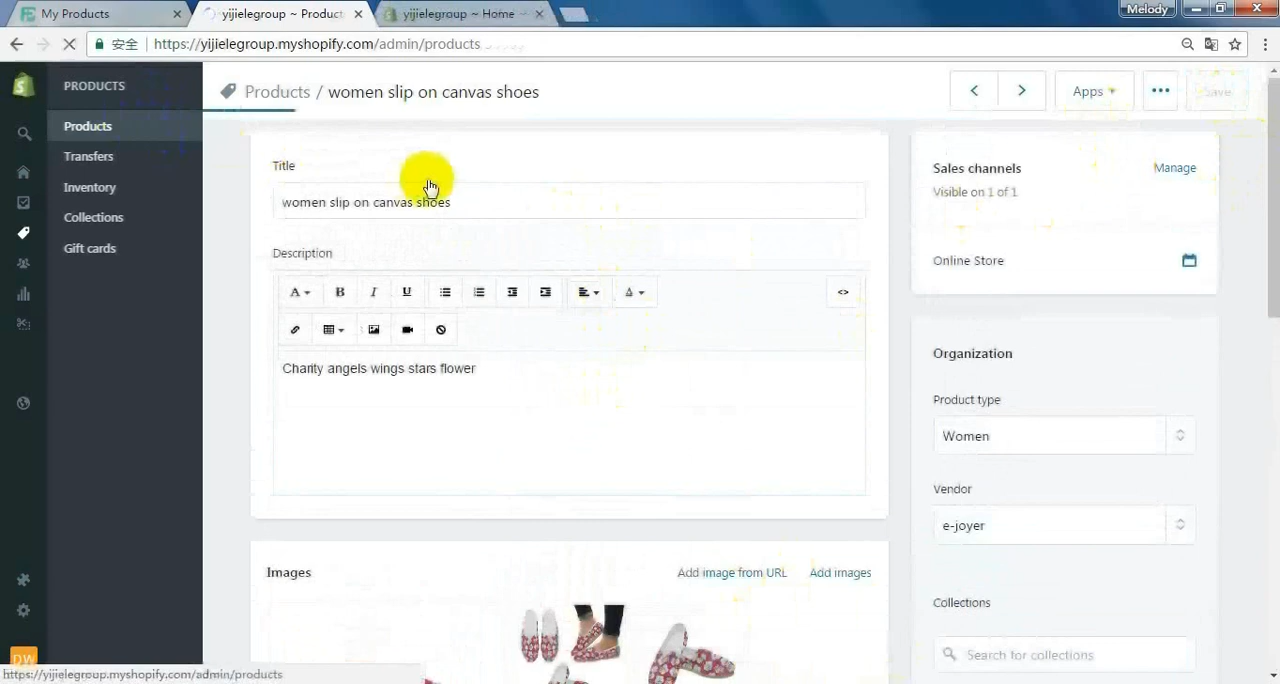 My Products
yijielegroup ~ Product
yijielegroup ~ Home
Melody
安全
https://yijielegroup.myshopify.com/admin/products
PRODUCTS
Products
Transfers
Inventory
Collections
Gift cards
DW
Products / women slip on canvas shoes
Apps
Save
Title
women slip on canvas shoes
Description
A
B
I
U
A
<>
Charity angels wings stars flower
Images
Add image from URL
Add images
Sales channels
Manage
Visible on 1 of 1
Online Store
Organization
Product type
Women
Vendor
e-joyer
Collections
Search for collections
https://yijielegroup.myshopify.com/admin/products